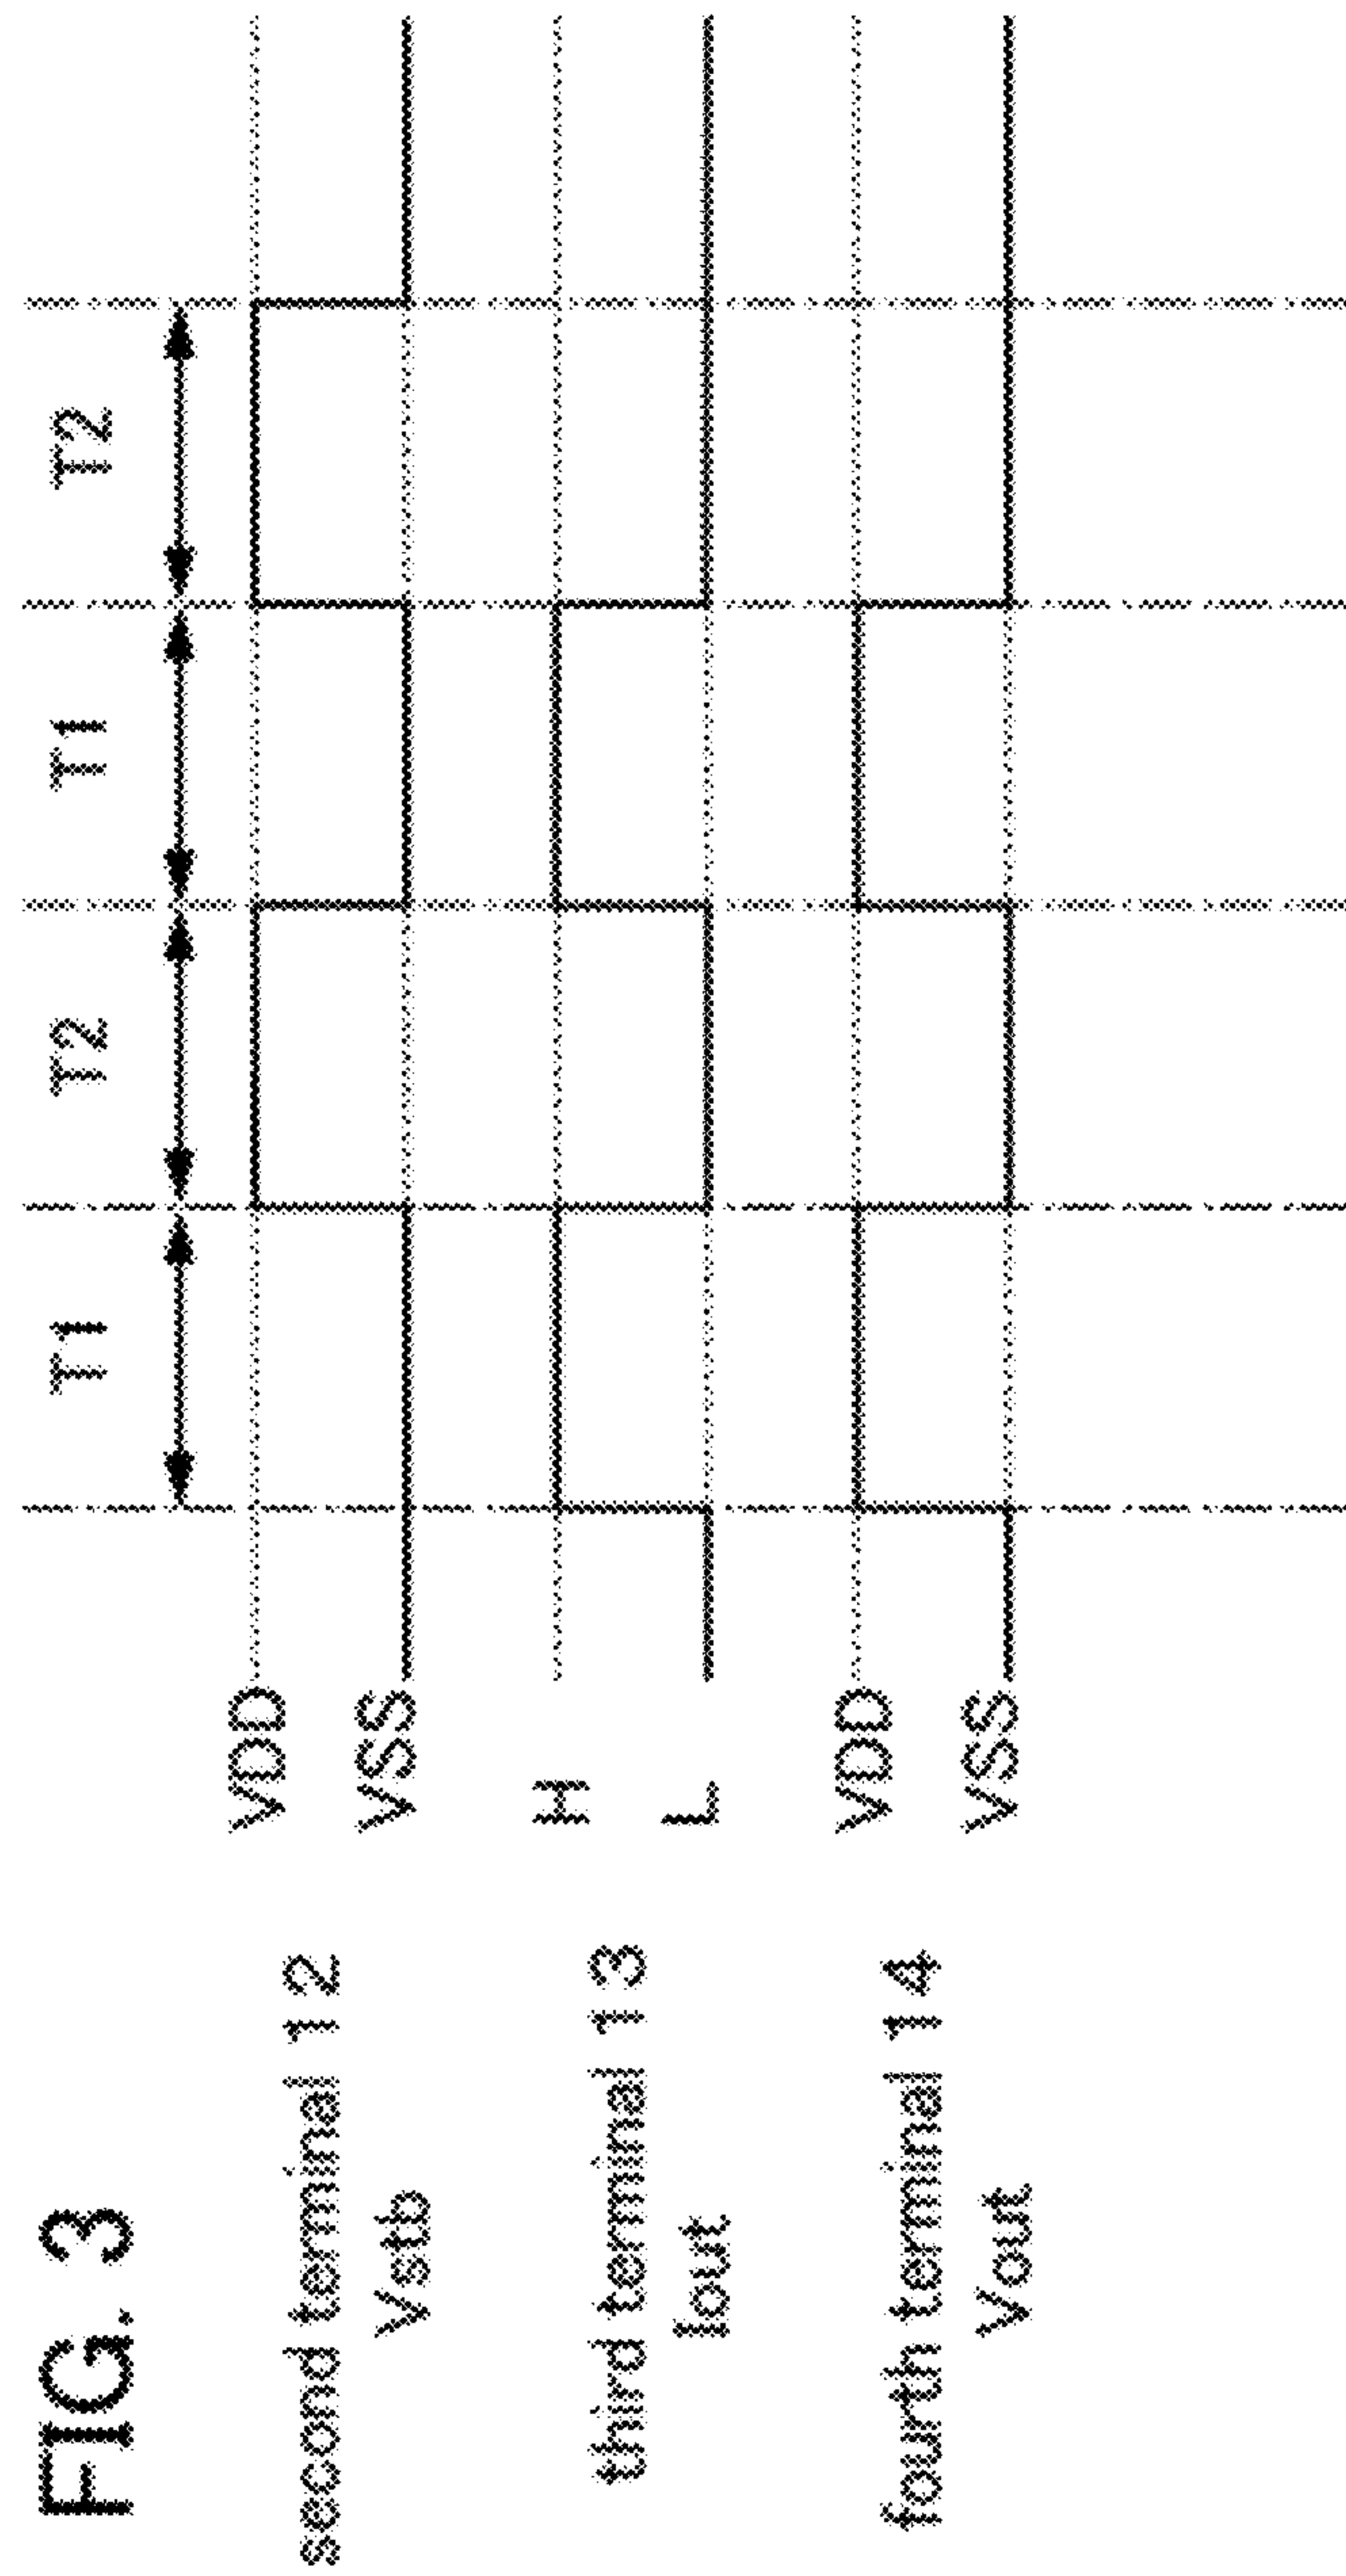 FIG. 3
T1 T2 T1 T2
second terminal 12
Vstb
VDD
VSS
third terminal 13
Iout
H
L
fourth terminal 14
Vout
VDD
VSS